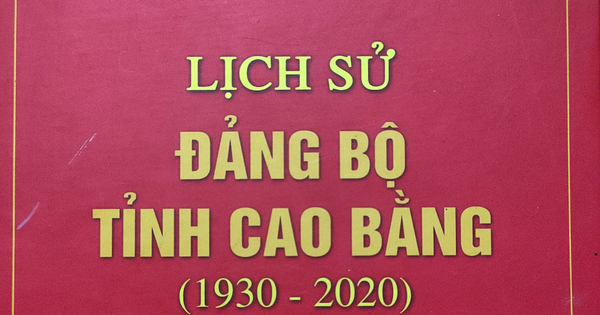 LỊCH SỬ
ĐẢNG BỘ
TỈNH CAO BẰNG
(1930 - 2020)